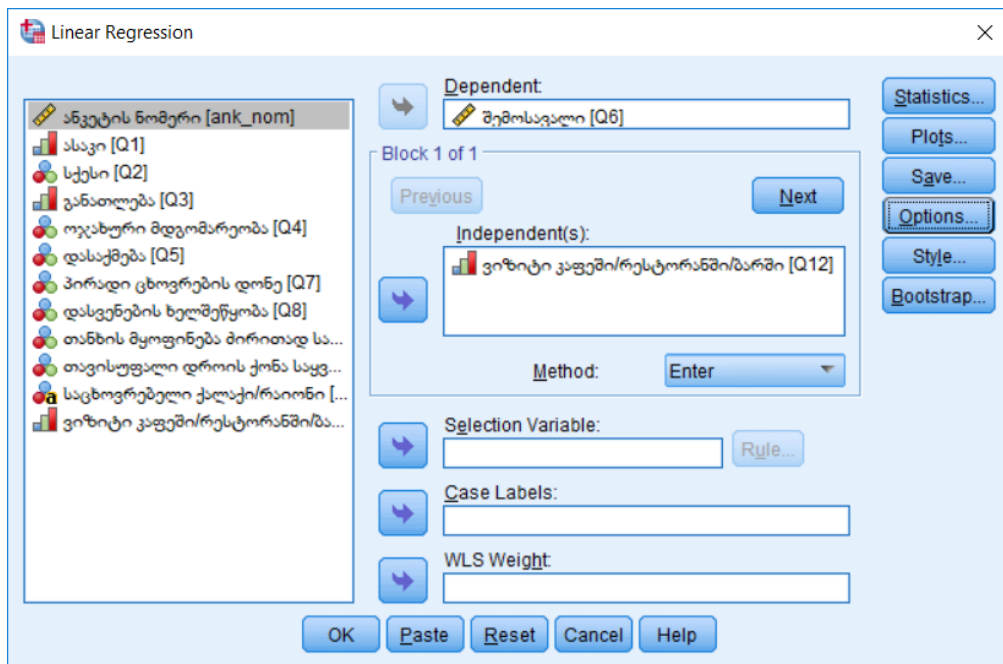 Linear Regression
ანკეტის ნომერი [ank_nom]
ასაკი [Q1]
სქესი [Q2]
განათლება [Q3]
ოჯახური მდგომარეობა [Q4]
დასაქმება [Q5]
პირადი ცხოვრების დონე [Q7]
დასვენების ხელშეწყობა [Q8]
თანხის მყოფინება ძირითად სა...
თავისუფალი დროის ქონა საყვ...
საცხოვრებელი ქალაქი/რაიონი [...
ვიზიტი კაფეში/რესტორანში/ბა...
Dependent:
შემოსავალი [Q6]
Block 1 of 1
Previous
Next
Independent(s):
ვიზიტი კაფეში/რესტორანში/ბარში [Q12]
Method:
Enter
Selection Variable:
Rule...
Case Labels:
WLS Weight:
Statistics...
Plots...
Save...
Options...
Style...
Bootstrap...
OK
Paste
Reset
Cancel
Help